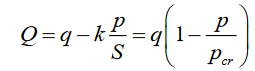 Q = q - k p/S = q(1 - p/p_cr)